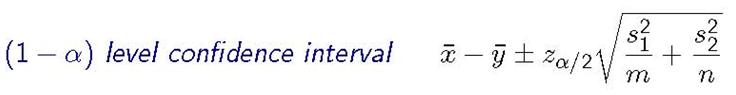 (1 − α) level confidence interval x̄ − ȳ ± z_{α/2} √(s₁²/m + s₂²/n)